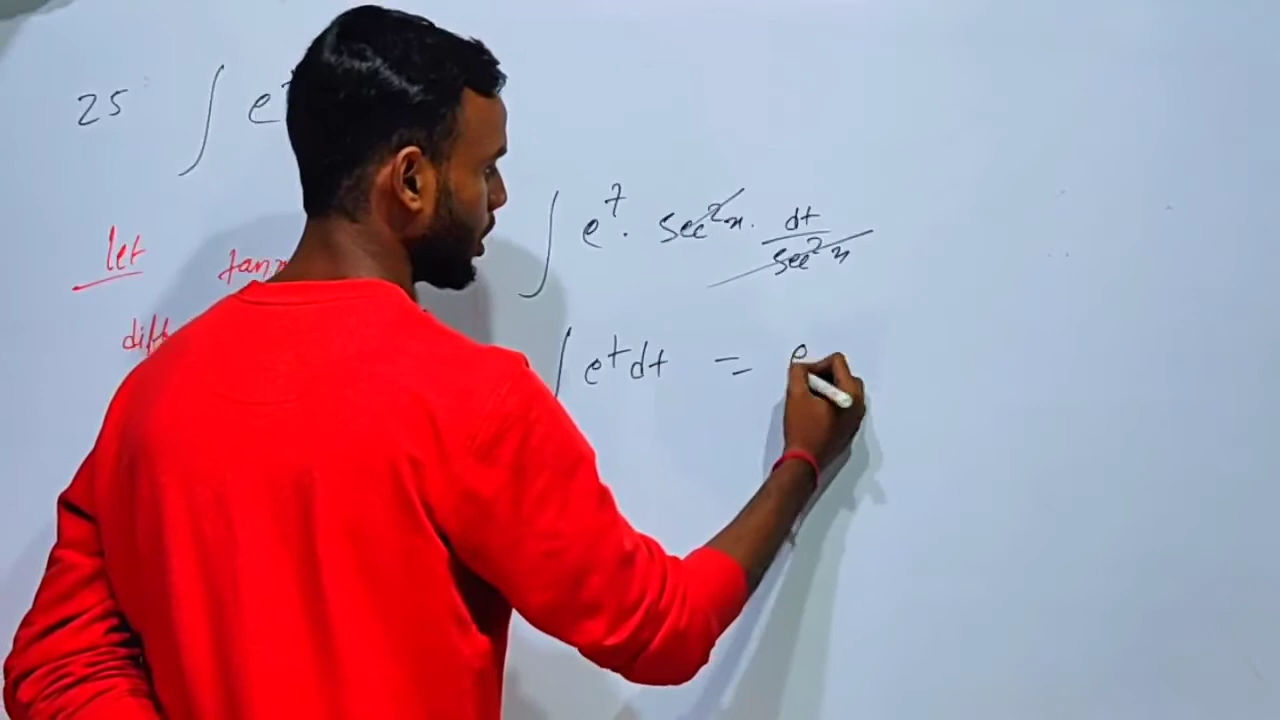 25 ∫ e
∫ e^t . sec²x . dt/sec²x
let tan x
diff
∫ e^t dt = e